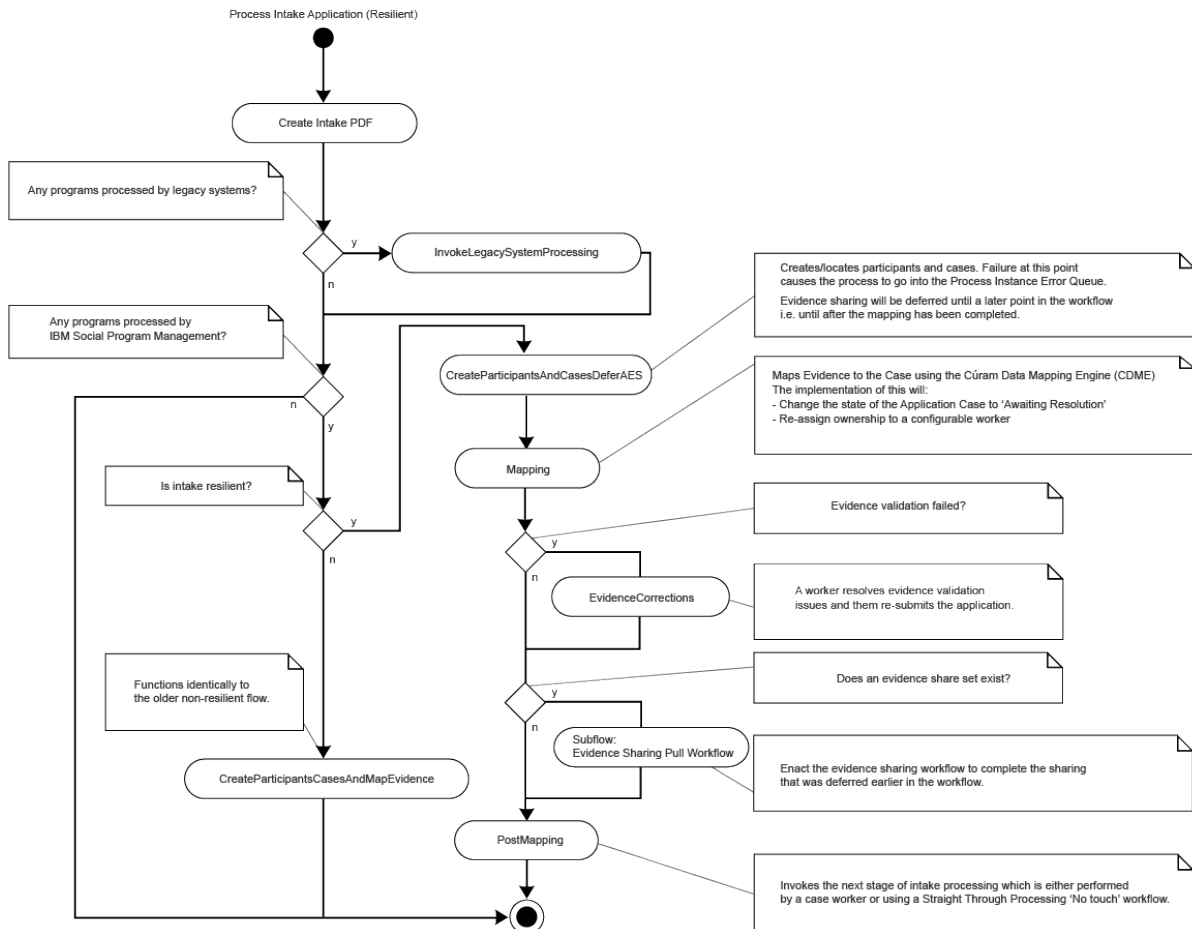 Process Intake Application (Resilient)
Create Intake PDF
Any programs processed by legacy systems?
y
InvokeLegacySystemProcessing
n
Creates/locates participants and cases. Failure at this point
causes the process to go into the Process Instance Error Queue.
Evidence sharing will be deferred until a later point in the workflow
i.e. until after the mapping has been completed.
Any programs processed by
IBM Social Program Management?
CreateParticipantsAndCasesDeferAES
n
y
Maps Evidence to the Case using the Cúram Data Mapping Engine (CDME)
The implementation of this will:
- Change the state of the Application Case to ‘Awaiting Resolution’
- Re-assign ownership to a configurable worker
Mapping
Is intake resilient?
y
n
Evidence validation failed?
y
n
EvidenceCorrections
A worker resolves evidence validation
issues and them re-submits the application.
Does an evidence share set exist?
y
n
Functions identically to
the older non-resilient flow.
Subflow:
Evidence Sharing Pull Workflow
CreateParticipantsCasesAndMapEvidence
Enact the evidence sharing workflow to complete the sharing
that was deferred earlier in the workflow.
PostMapping
Invokes the next stage of intake processing which is either performed
by a case worker or using a Straight Through Processing ‘No touch’ workflow.